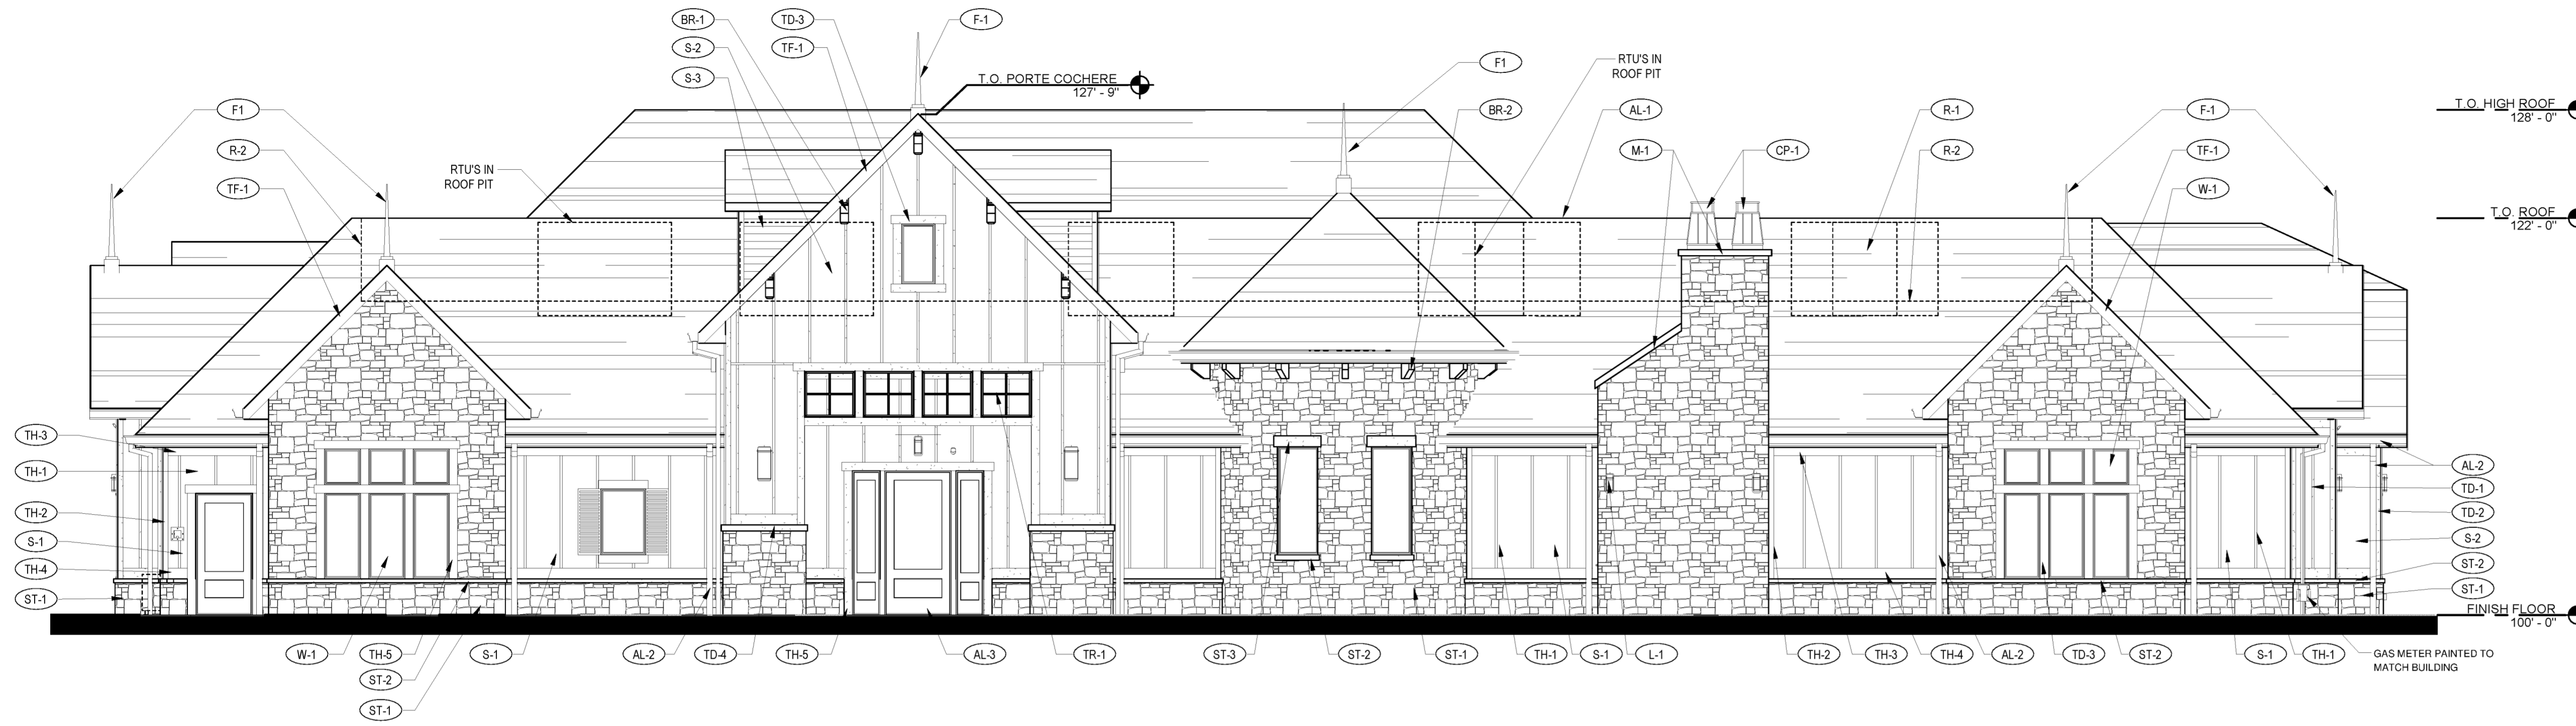 BR-1
TD-3
F-1
S-2
TF-1
S-3
T.O. PORTE COCHERE
127' - 9"
F1
RTU'S IN
ROOF PIT
F1
BR-2
AL-1
R-1
F-1
T.O. HIGH ROOF
128' - 0"
R-2
M-1
CP-1
R-2
TF-1
RTU'S IN
ROOF PIT
TF-1
W-1
T.O. ROOF
122' - 0"
TH-3
TH-1
TH-2
S-1
TH-4
ST-1
AL-2
TD-1
TD-2
S-2
ST-2
ST-1
FINISH FLOOR
100' - 0"
W-1
TH-5
S-1
AL-2
TD-4
TH-5
AL-3
TR-1
ST-3
ST-2
ST-1
TH-1
S-1
L-1
TH-2
TH-3
TH-4
AL-2
TD-3
ST-2
S-1
TH-1
GAS METER PAINTED TO
MATCH BUILDING
ST-2
ST-1